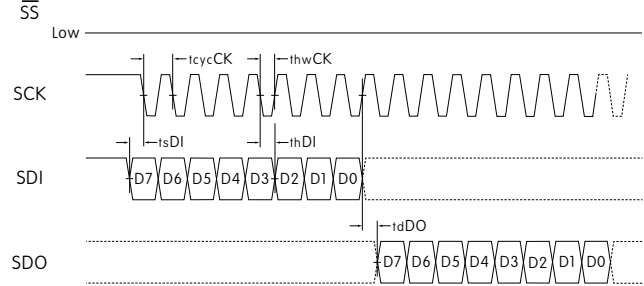 SS
Low
tcycCK thwCK
SCK
tsDI thDI
SDI D7 D6 D5 D4 D3 D2 D1 D0
tdDO
SDO D7 D6 D5 D4 D3 D2 D1 D0